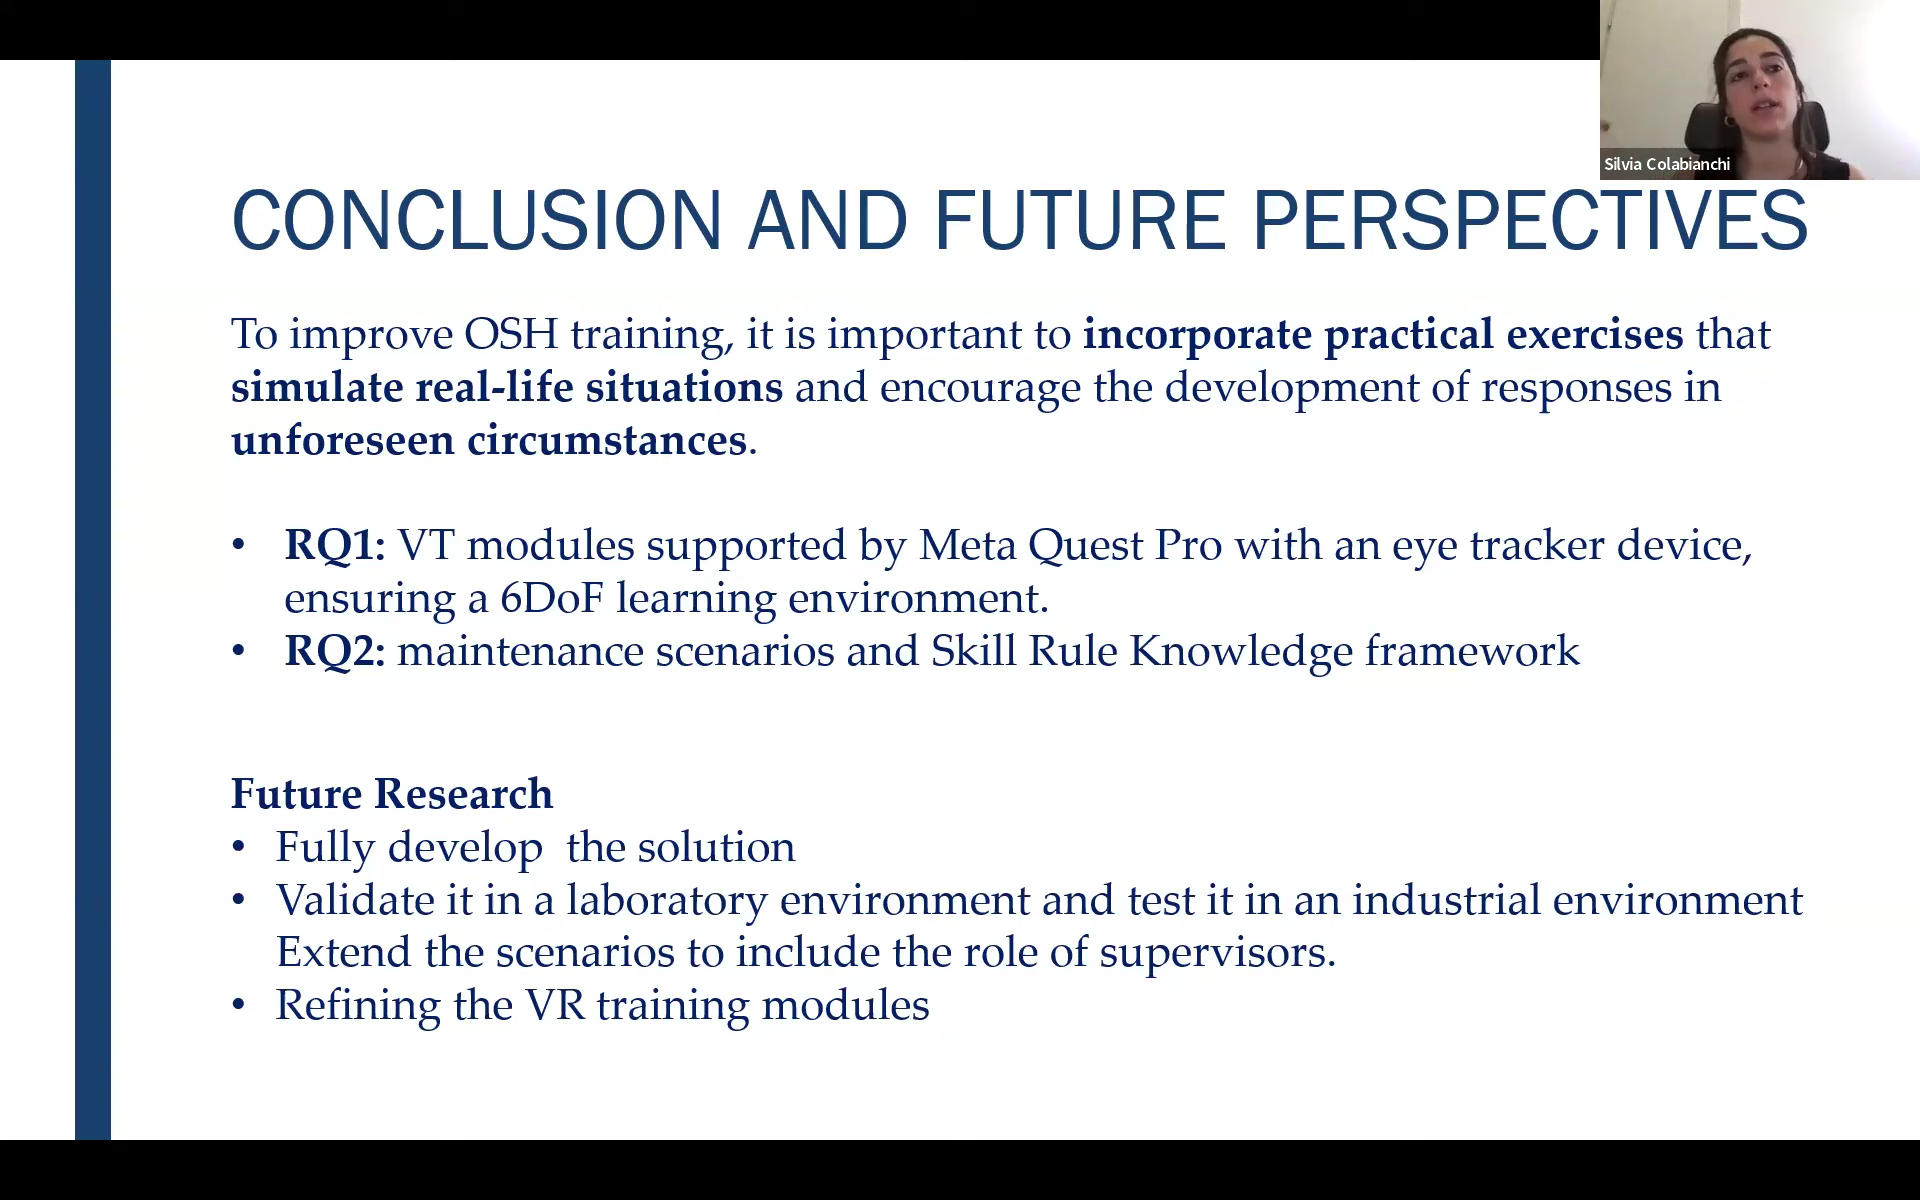 Silvia Colabianchi
CONCLUSION AND FUTURE PERSPECTIVES
To improve OSH training, it is important to incorporate practical exercises that
simulate real-life situations and encourage the development of responses in
unforeseen circumstances.
• RQ1: VT modules supported by Meta Quest Pro with an eye tracker device,
ensuring a 6DoF learning environment.
• RQ2: maintenance scenarios and Skill Rule Knowledge framework
Future Research
• Fully develop  the solution
• Validate it in a laboratory environment and test it in an industrial environment
Extend the scenarios to include the role of supervisors.
• Refining the VR training modules